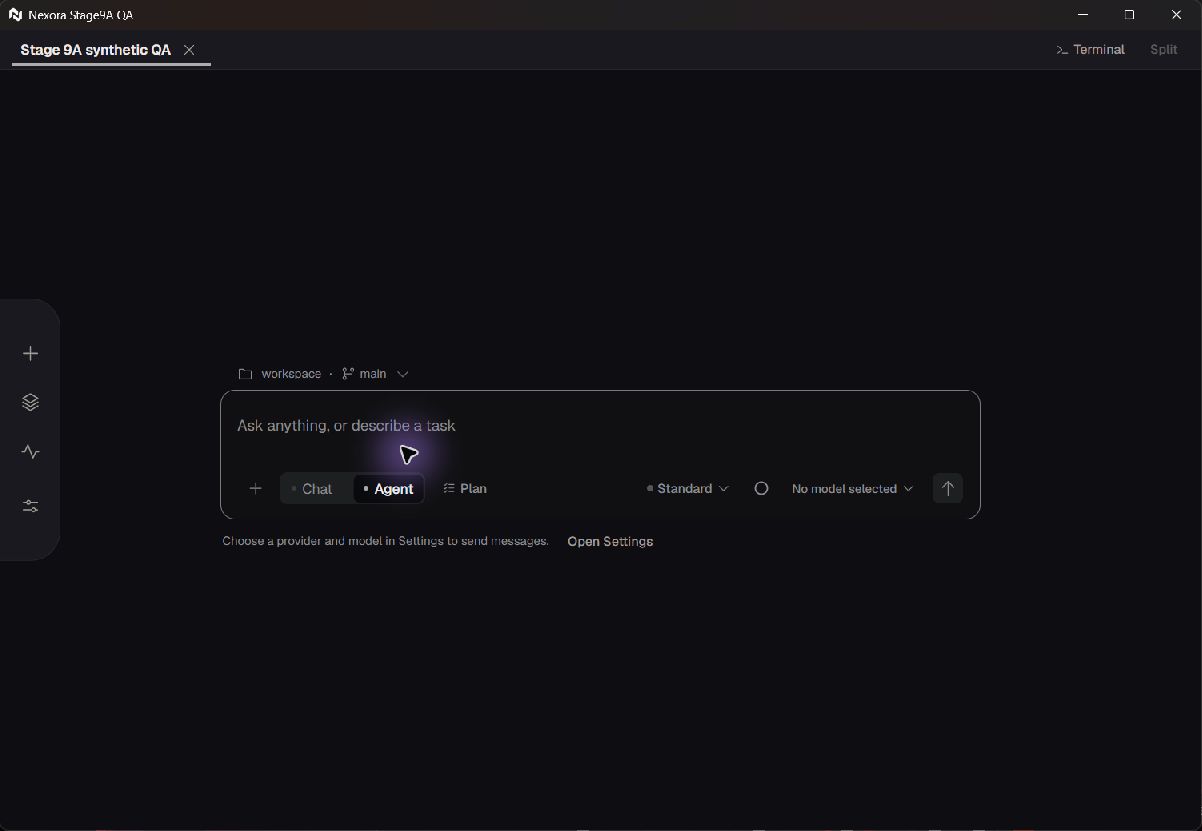 Nexora Stage9A QA
Stage 9A synthetic QA
Terminal Split
workspace · main
Ask anything, or describe a task
Chat Agent Plan Standard No model selected
Choose a provider and model in Settings to send messages. Open Settings